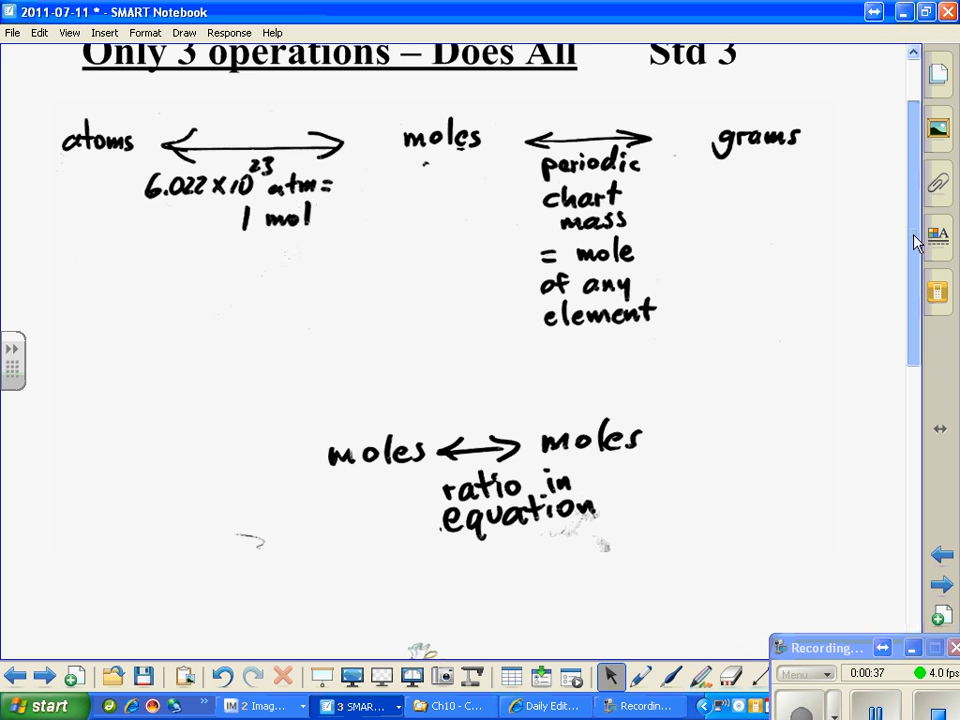 2011-07-11 * - SMART Notebook
File Edit View Insert Format Draw Response Help
Only 3 operations – Does All Std 3
atoms moles grams
6.022 x 10^23 atm =
1 mol
periodic
chart
mass
= mole
of any
element
moles moles
ratio in
equation
Recording...
Menu 0:00:37 4.0 fp
start 2 Imag... 3 SMAR... Ch10 - C... Daily Edit... Recordin...